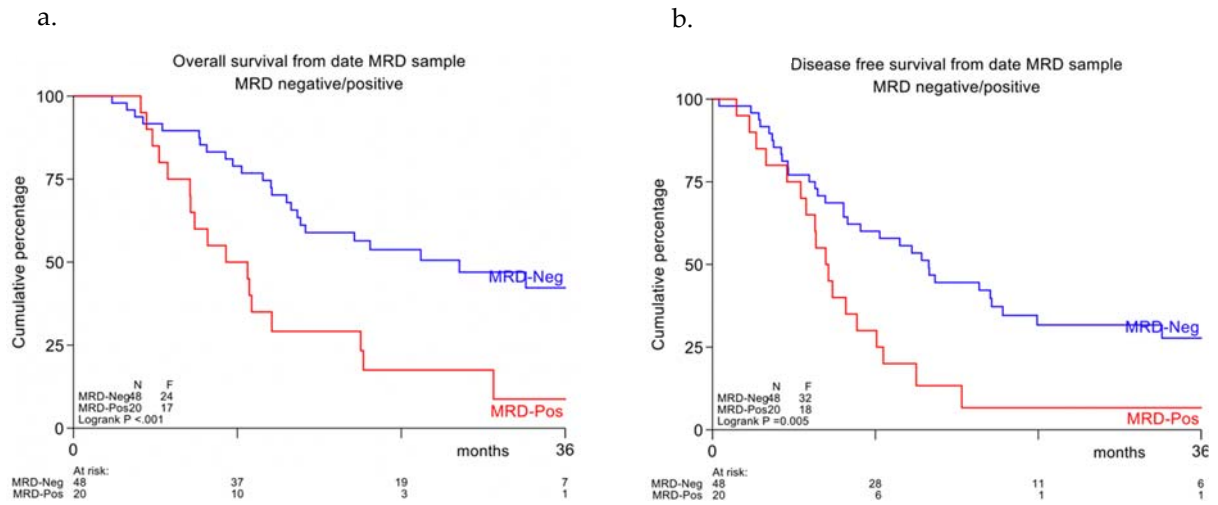 a.
Overall survival from date MRD sample
MRD negative/positive
100
75
50
25
0
Cumulative percentage
MRD-Neg
MRD-Pos
N F
MRD-Neg48 24
MRD-Pos20 17
Logrank P <.001
0 months 36
At risk:
MRD-Neg 48 37 19 7
MRD-Pos 20 10 3 1
b.
Disease free survival from date MRD sample
MRD negative/positive
100
75
50
25
0
Cumulative percentage
MRD-Neg
MRD-Pos
N F
MRD-Neg48 32
MRD-Pos20 18
Logrank P =0.005
0 months 36
At risk:
MRD-Neg 48 28 11 6
MRD-Pos 20 6 1 1